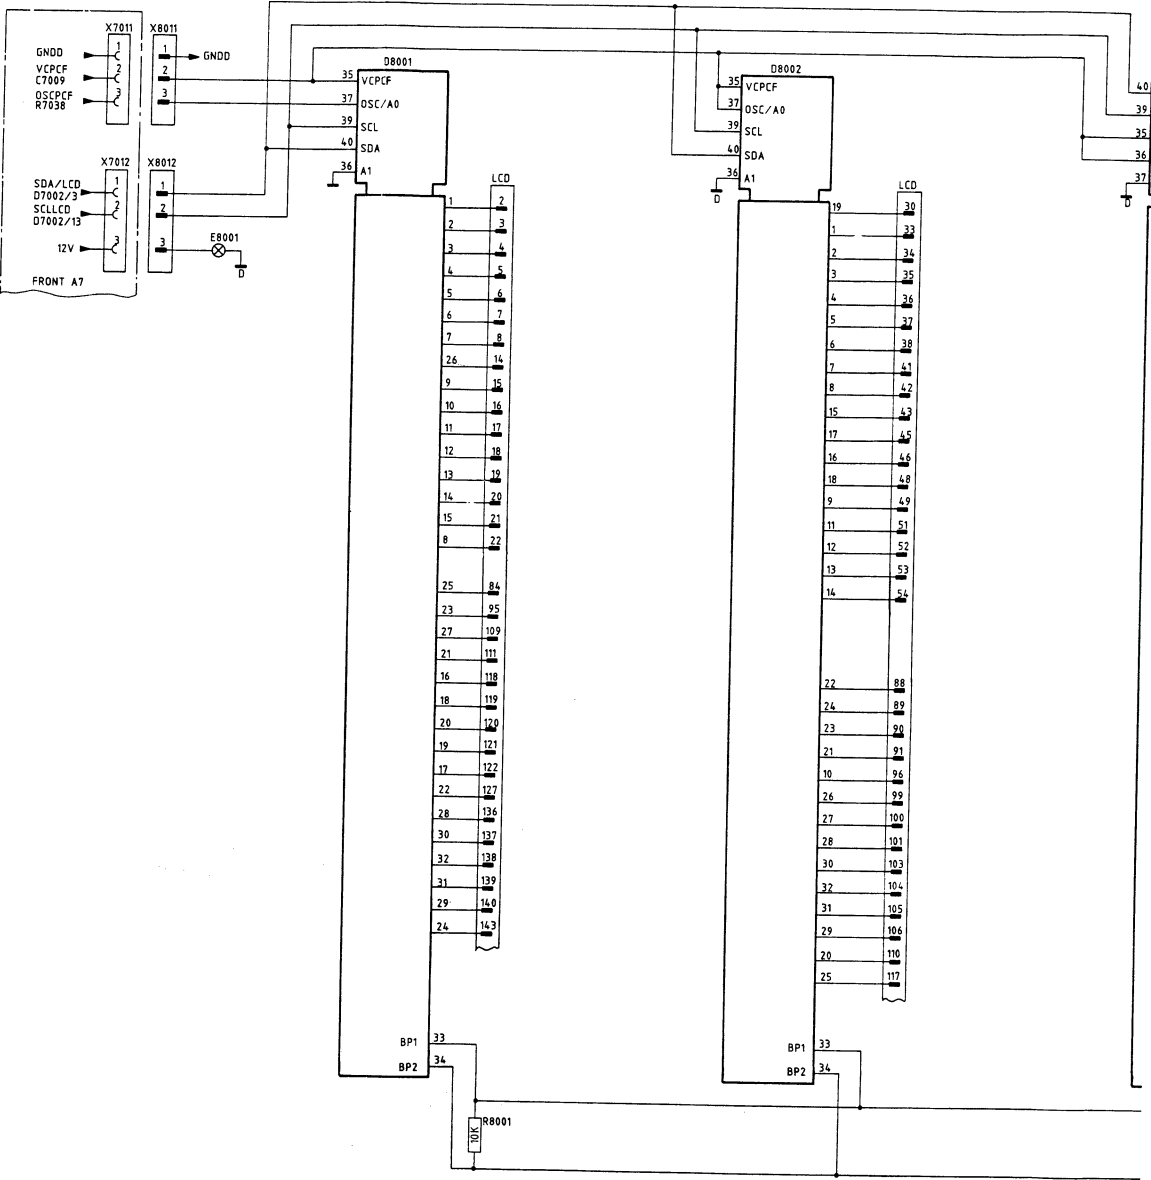 X7011 X8011
GNDD 1 1 GNDD
VCPCF 2 2
C7009
OSCPCF 3 3
R7038
X7012 X8012
SDA/LCD 1 1
D7002/3
SCLLCD 2 2
D7002/13
12V 3 3 E8001
D
FRONT A7
D8001
35 VCPCF
37 OSC/A0
39 SCL
40 SDA
36 A1
LCD
1 2
2 3
3 4
4 5
5 6
6 7
7 8
26 14
9 15
10 16
11 17
12 18
13 19
14 20
15 21
8 22
25 84
23 95
27 109
21 111
16 118
18 119
20 120
19 121
17 122
22 127
28 136
30 137
32 138
31 139
29 140
24 143
BP1 33
BP2 34
R8001
10K
D8002
35 VCPCF
37 OSC/A0
39 SCL
40 SDA
36 A1
D
LCD
19 30
1 33
2 34
3 35
4 36
5 37
6 38
7 41
8 42
15 43
17 45
16 46
18 48
9 49
11 51
12 52
13 53
14 54
22 88
24 89
23 90
21 91
10 96
26 99
27 100
28 101
30 103
32 104
31 105
29 106
20 110
25 117
BP1 33
BP2 34
40
39
35
36
37
D